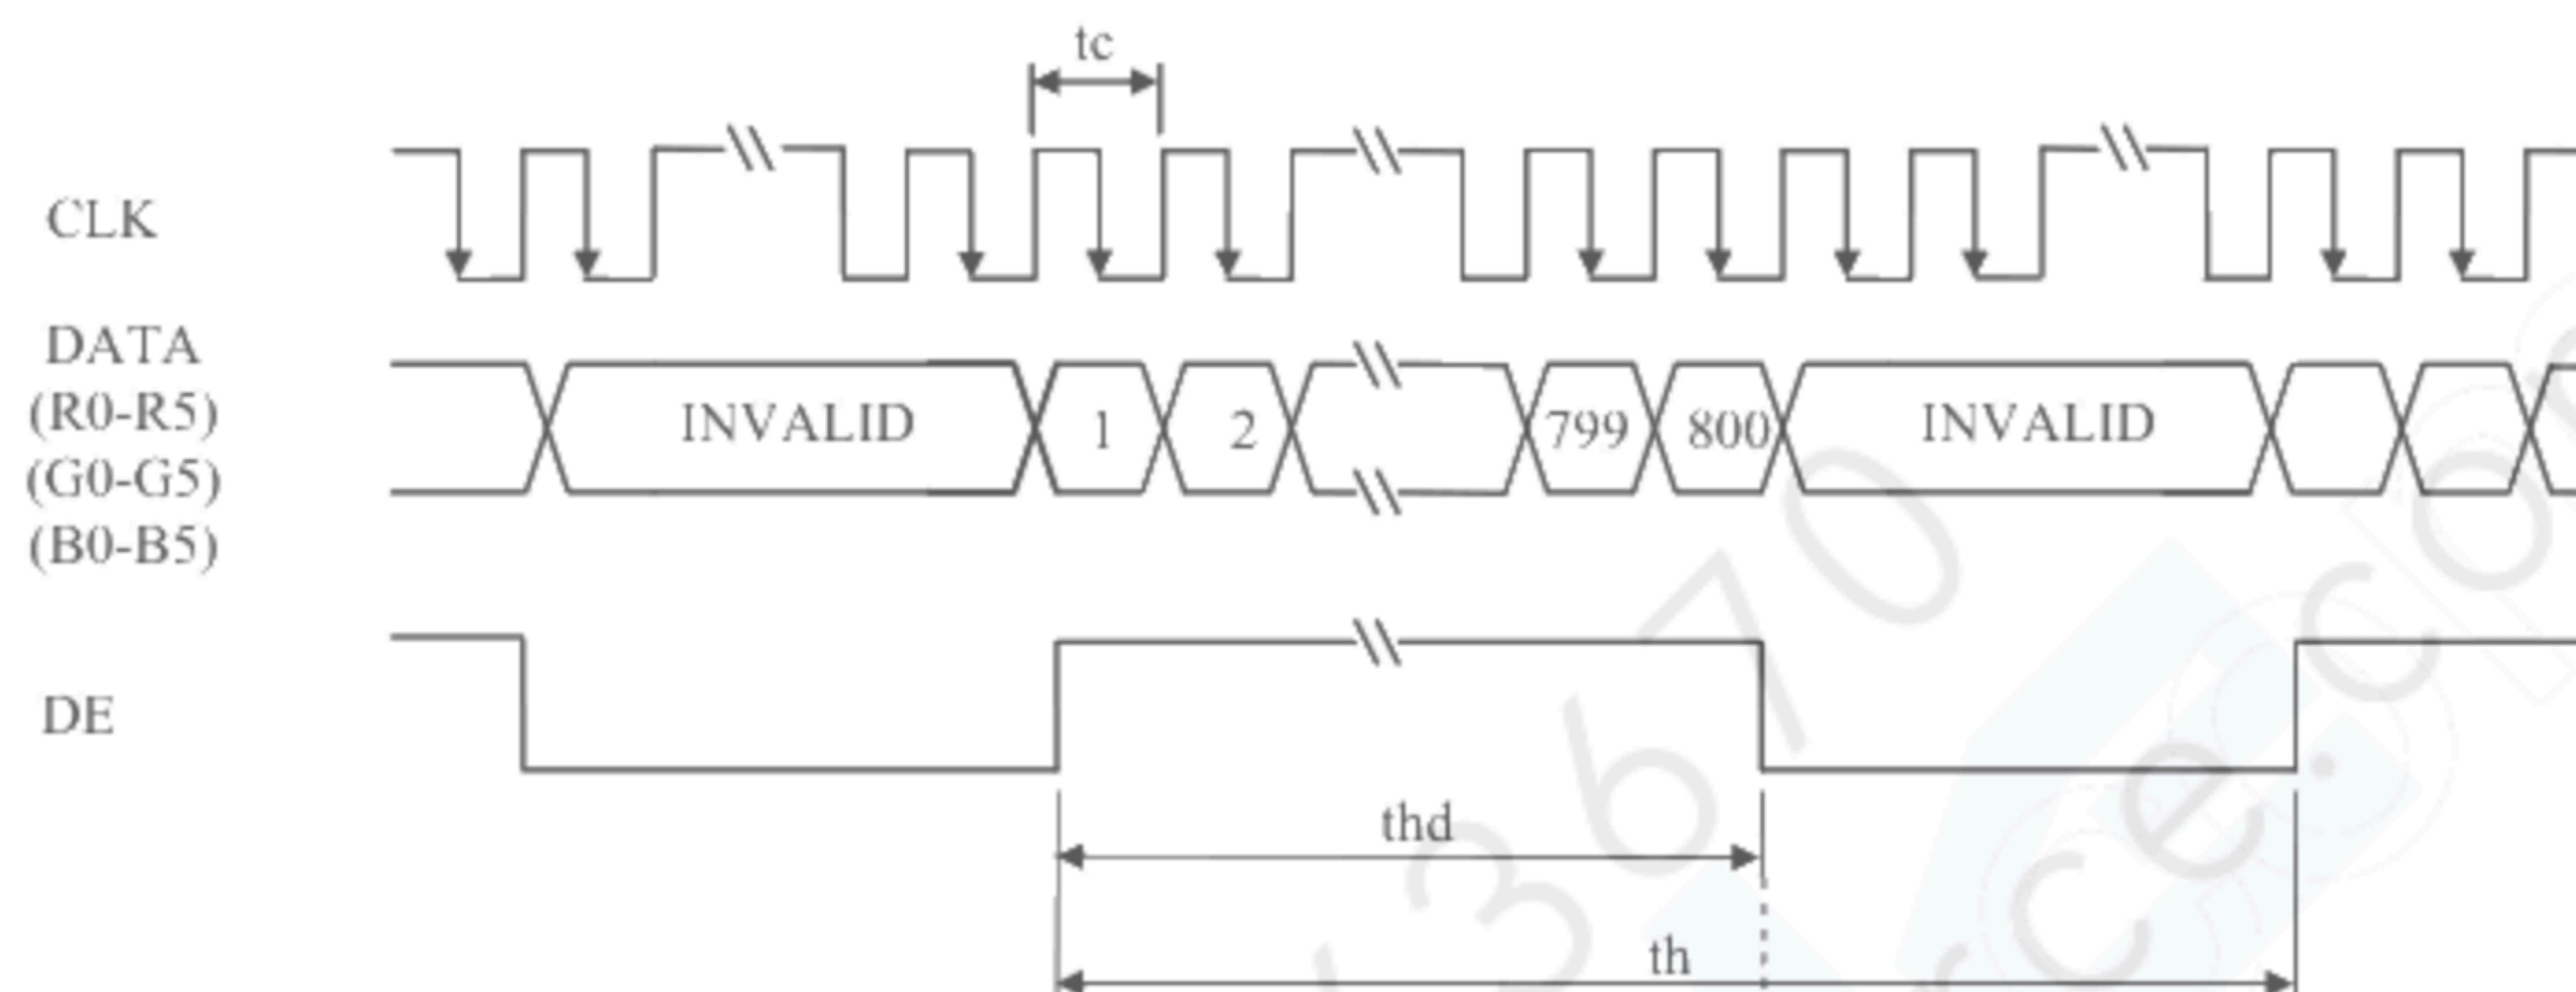 tc
CLK
DATA
(R0-R5)
(G0-G5)
(B0-B5)
INVALID 1 2 799 800 INVALID
DE
thd
th